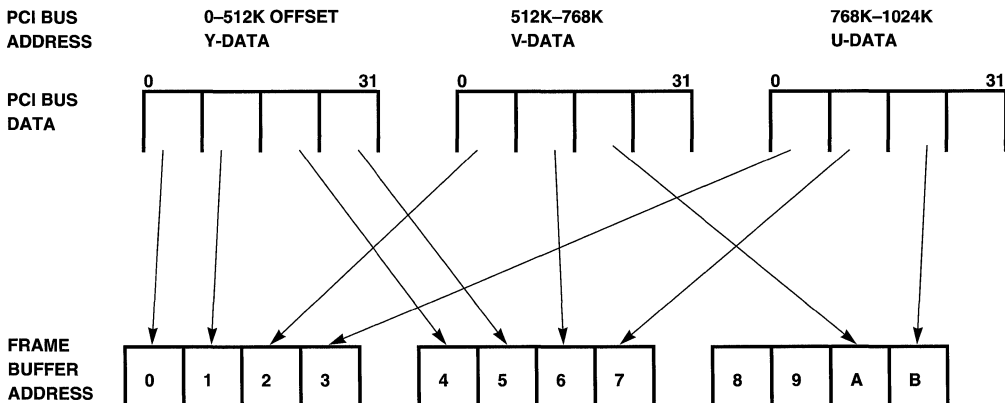 PCI BUS ADDRESS
0–512K OFFSET
Y-DATA
512K–768K
V-DATA
768K–1024K
U-DATA
PCI BUS DATA
0 31 0 31 0 31
FRAME BUFFER ADDRESS
0 1 2 3 4 5 6 7 8 9 A B